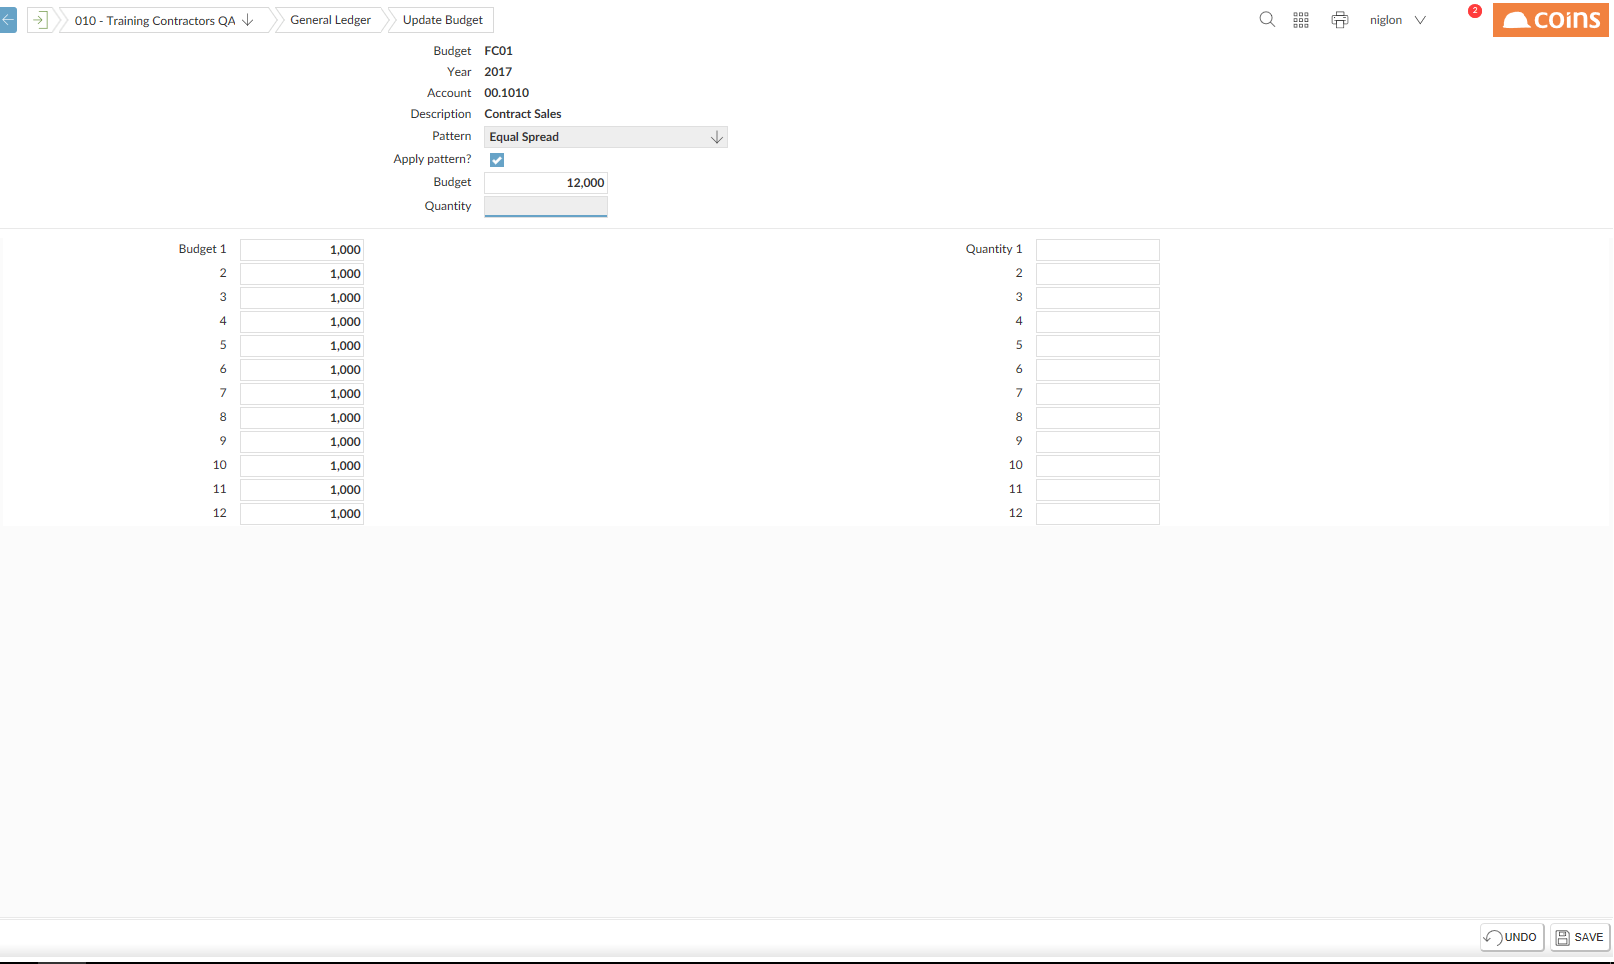 010 - Training Contractors QA General Ledger Update Budget niglon 2 coins
Budget FC01
Year 2017
Account 00.1010
Description Contract Sales
Pattern Equal Spread
Apply pattern?
Budget 12,000
Quantity
Budget 1 1,000 Quantity 1
2 1,000 2
3 1,000 3
4 1,000 4
5 1,000 5
6 1,000 6
7 1,000 7
8 1,000 8
9 1,000 9
10 1,000 10
11 1,000 11
12 1,000 12
UNDO SAVE